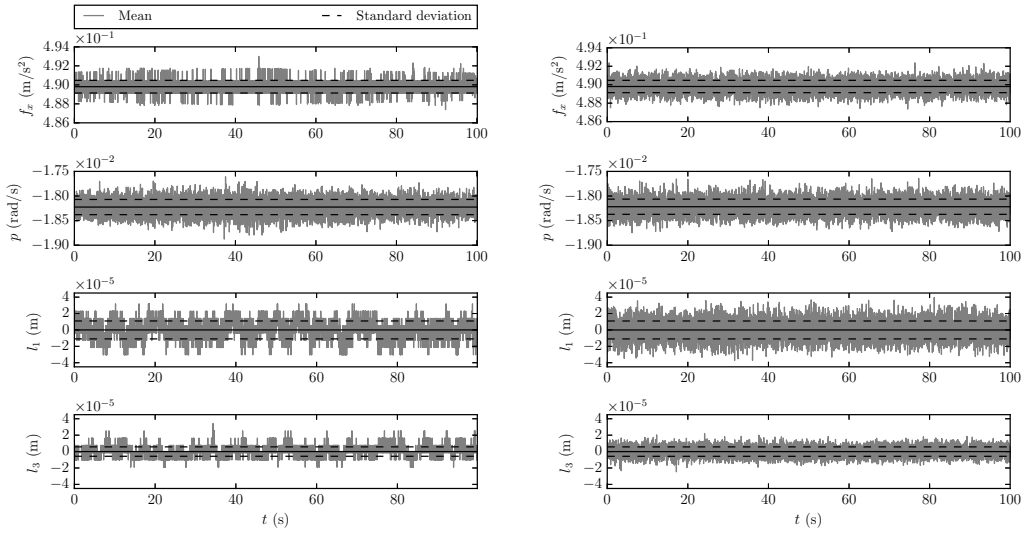 Mean Standard deviation
×10⁻¹
4.94
4.92
4.90
4.88
4.86
f_x (m/s²)
0 20 40 60 80 100
×10⁻¹
4.94
4.92
4.90
4.88
4.86
f_x (m/s²)
0 20 40 60 80 100
×10⁻²
−1.75
−1.80
−1.85
−1.90
p (rad/s)
0 20 40 60 80 100
×10⁻²
−1.75
−1.80
−1.85
−1.90
p (rad/s)
0 20 40 60 80 100
×10⁻⁵
4
2
0
−2
−4
l₁ (m)
0 20 40 60 80
×10⁻⁵
4
2
0
−2
−4
l₁ (m)
0 20 40 60 80 100
×10⁻⁵
4
2
0
−2
−4
l₃ (m)
0 20 40 60 80
t (s)
×10⁻⁵
4
2
0
−2
−4
l₃ (m)
0 20 40 60 80 100
t (s)